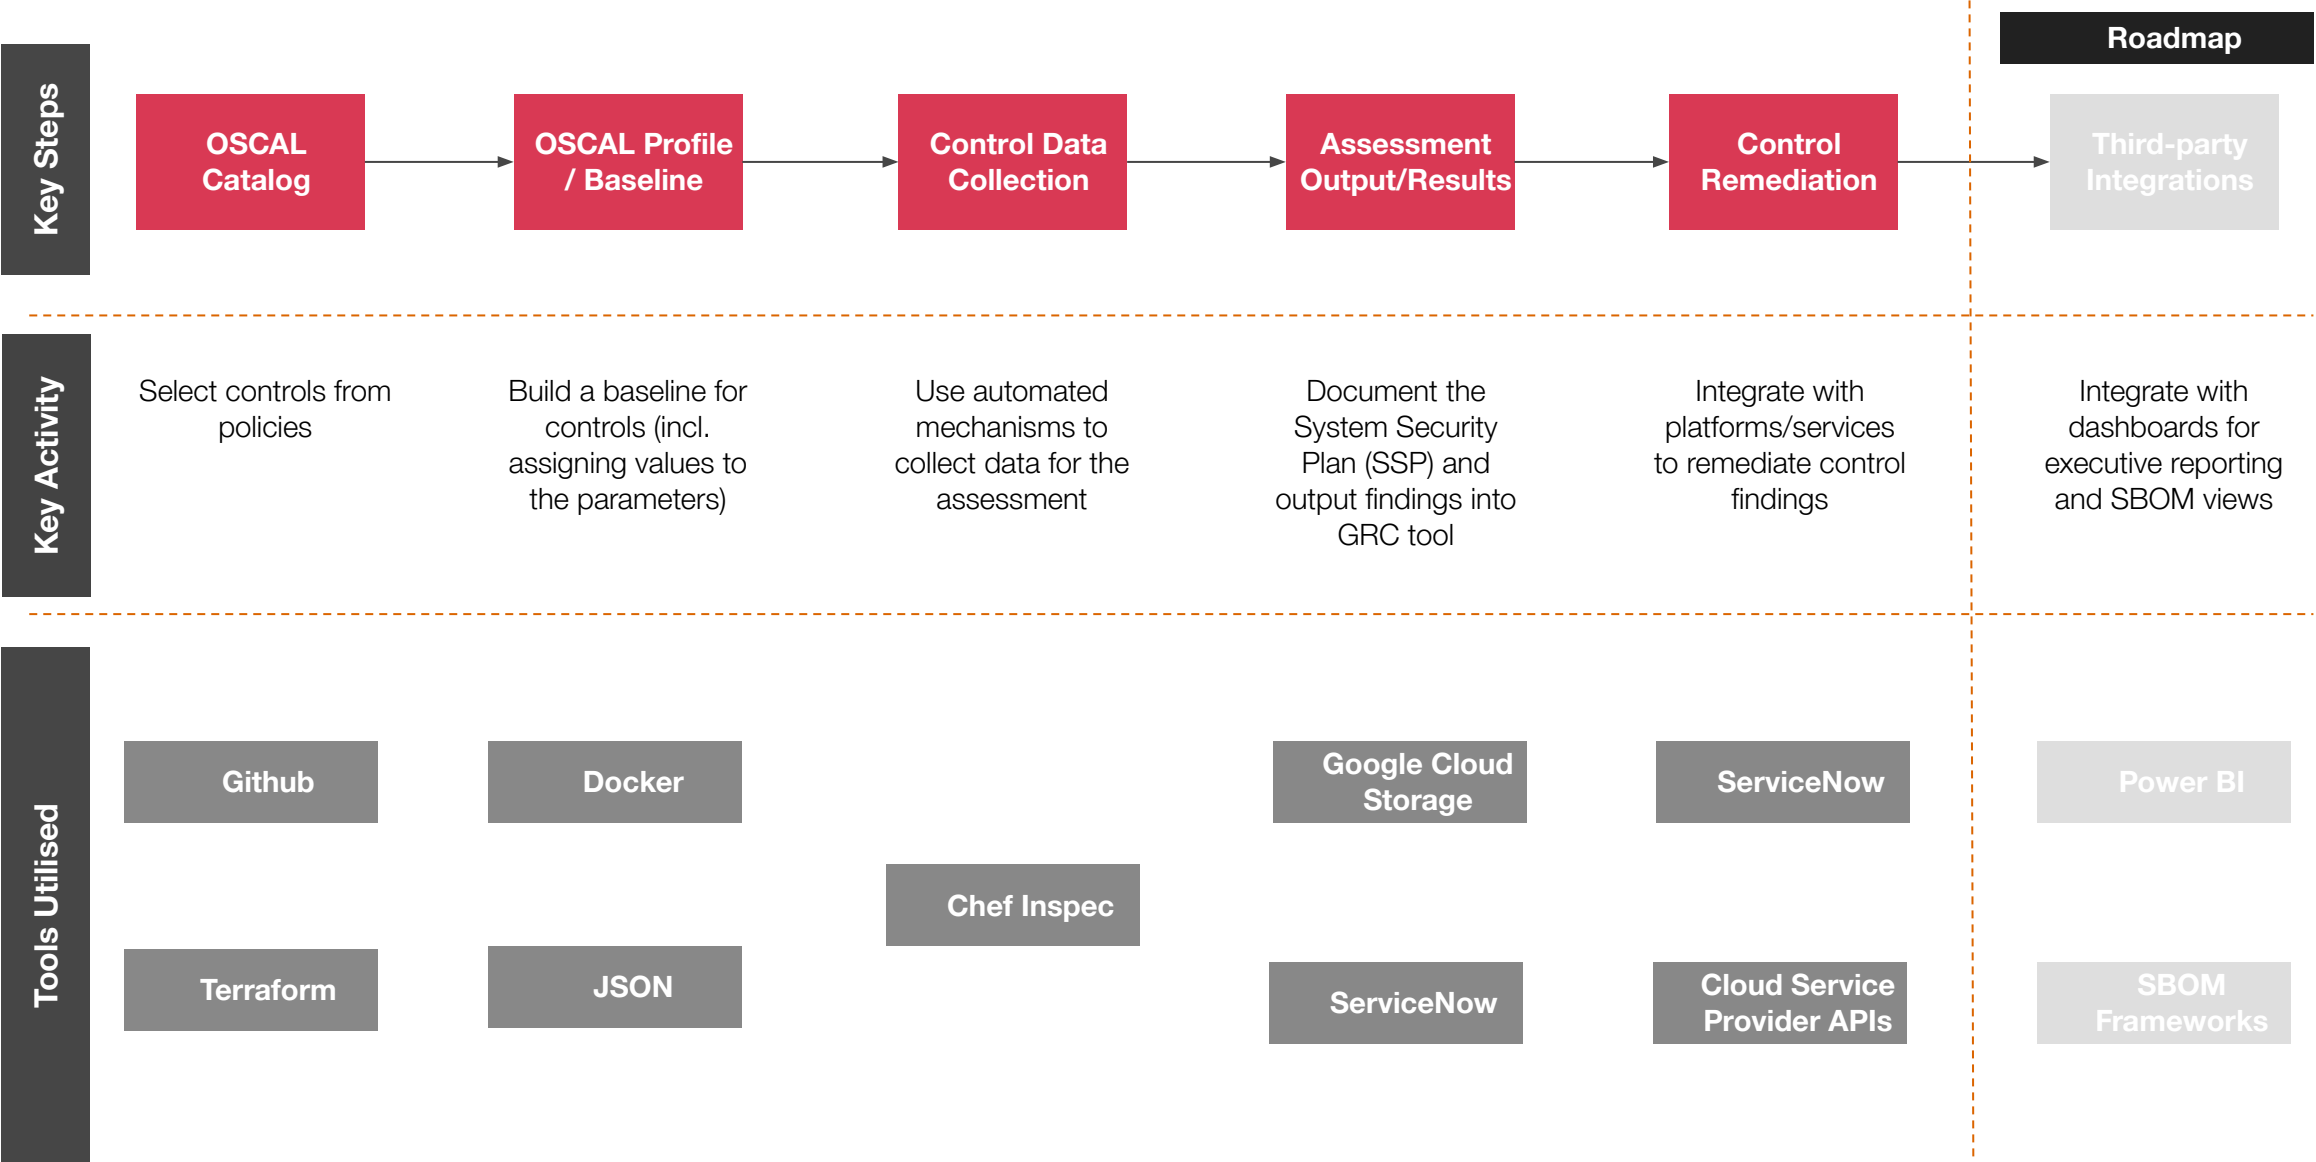 Roadmap
Key Steps
OSCAL
Catalog
OSCAL Profile
/ Baseline
Control Data
Collection
Assessment
Output/Results
Control
Remediation
Third-party
Integrations
Key Activity
Select controls from
policies
Build a baseline for
controls (incl.
assigning values to
the parameters)
Use automated
mechanisms to
collect data for the
assessment
Document the
System Security
Plan (SSP) and
output findings into
GRC tool
Integrate with
platforms/services
to remediate control
findings
Integrate with
dashboards for
executive reporting
and SBOM views
Tools Utilised
Github
Terraform
Docker
JSON
Chef Inspec
Google Cloud
Storage
ServiceNow
ServiceNow
Cloud Service
Provider APIs
Power BI
SBOM
Frameworks